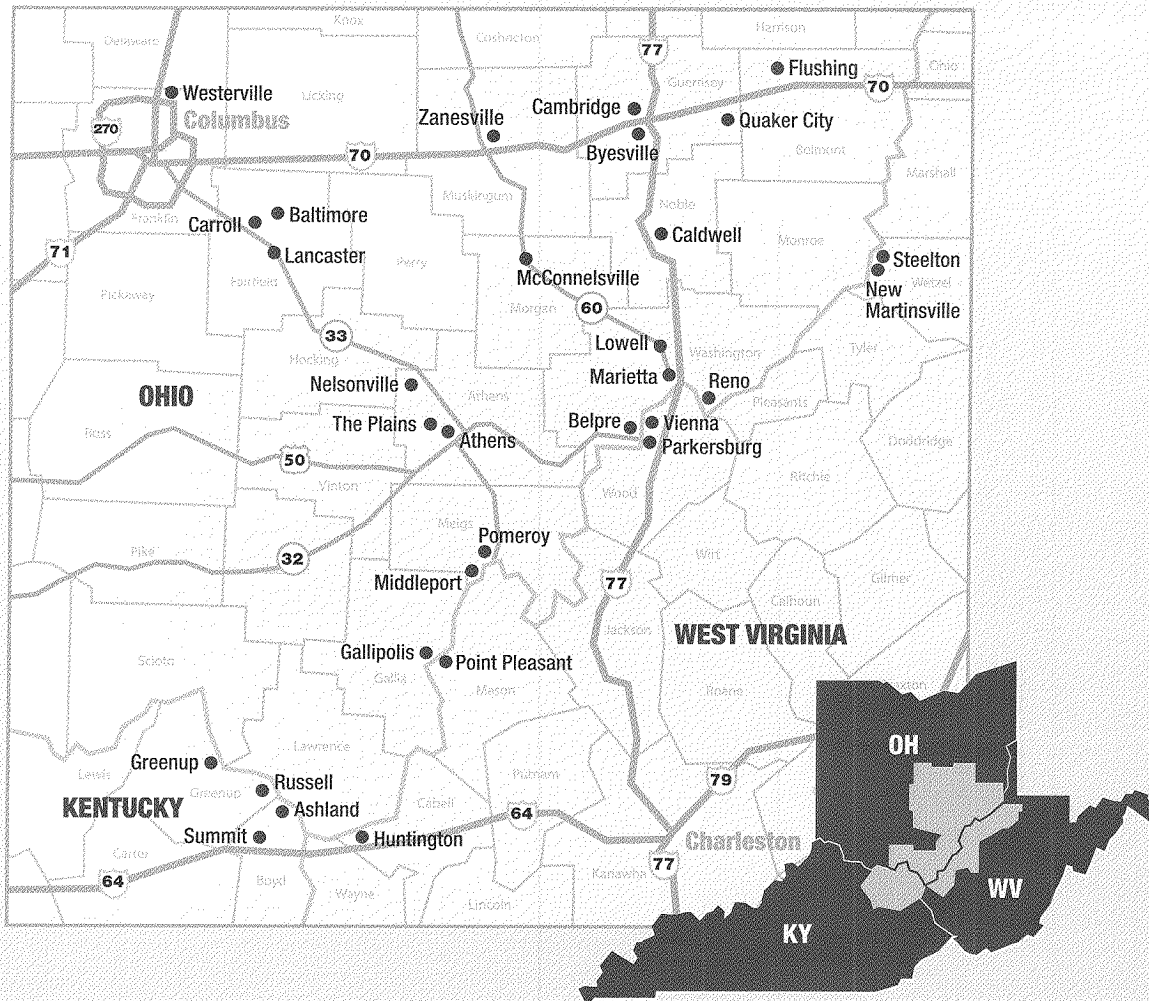 Knox
Coshocton
Harrison
Delaware
77
Ohio
Guernsey
Flushing
Westerville
Licking
70
Cambridge
Zanesville
Columbus
Quaker City
270
Byesville
70
Belmont
Marshall
Muskingum
Noble
Baltimore
Franklin
Carroll
Caldwell
Monroe
71
Lancaster
Perry
Steelton
McConnelsville
Fairfield
Wetzel
New
Martinsville
Pickaway
Morgan
60
33
Lowell
Washington
Tyler
Hocking
Marietta
Reno
Nelsonville
OHIO
Athens
Pleasants
The Plains
Belpre
Vienna
Ross
Athens
Parkersburg
Doddridge
50
Ritchie
Vinton
Wood
Meigs
Pomeroy
Pike
32
Wirt
Middleport
77
Gilmer
Calhoun
Jackson
WEST VIRGINIA
Gallipolis
Point Pleasant
Scioto
Gallia
Mason
Roane
Braxton
OH
Lawrence
Greenup
Lewis
Russell
Putnam
79
Greenup
KENTUCKY
Ashland
Cabell
64
Summit
Huntington
Charleston
Carter
77
64
Boyd
Wayne
Kanawha
WV
Lincoln
KY